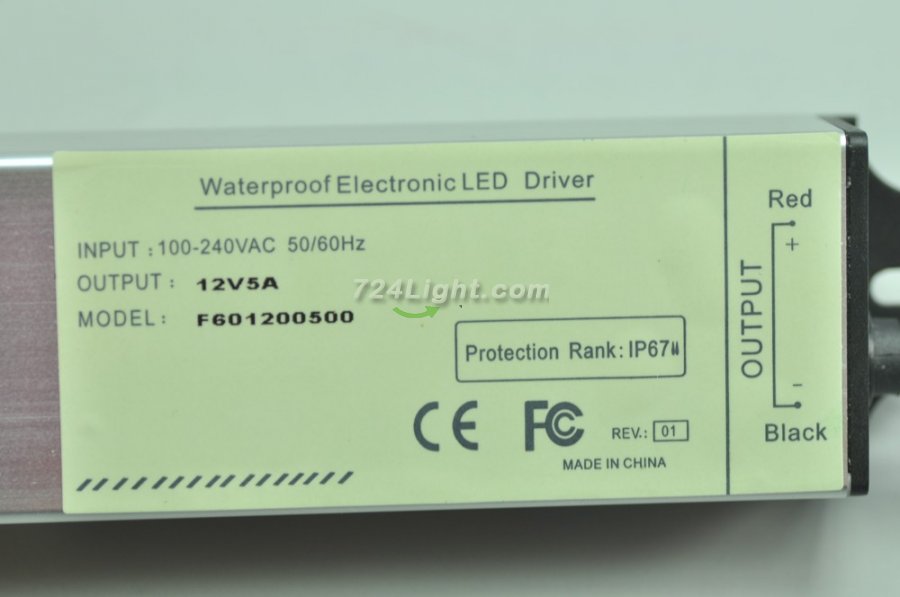 Waterproof Electronic LED Driver
INPUT : 100-240VAC 50/60Hz
OUTPUT : 12V5A
724Light.com
MODEL : F601200500
Protection Rank: IP67
CE FC
REV.: 01
MADE IN CHINA
OUTPUT
Red
+
-
Black